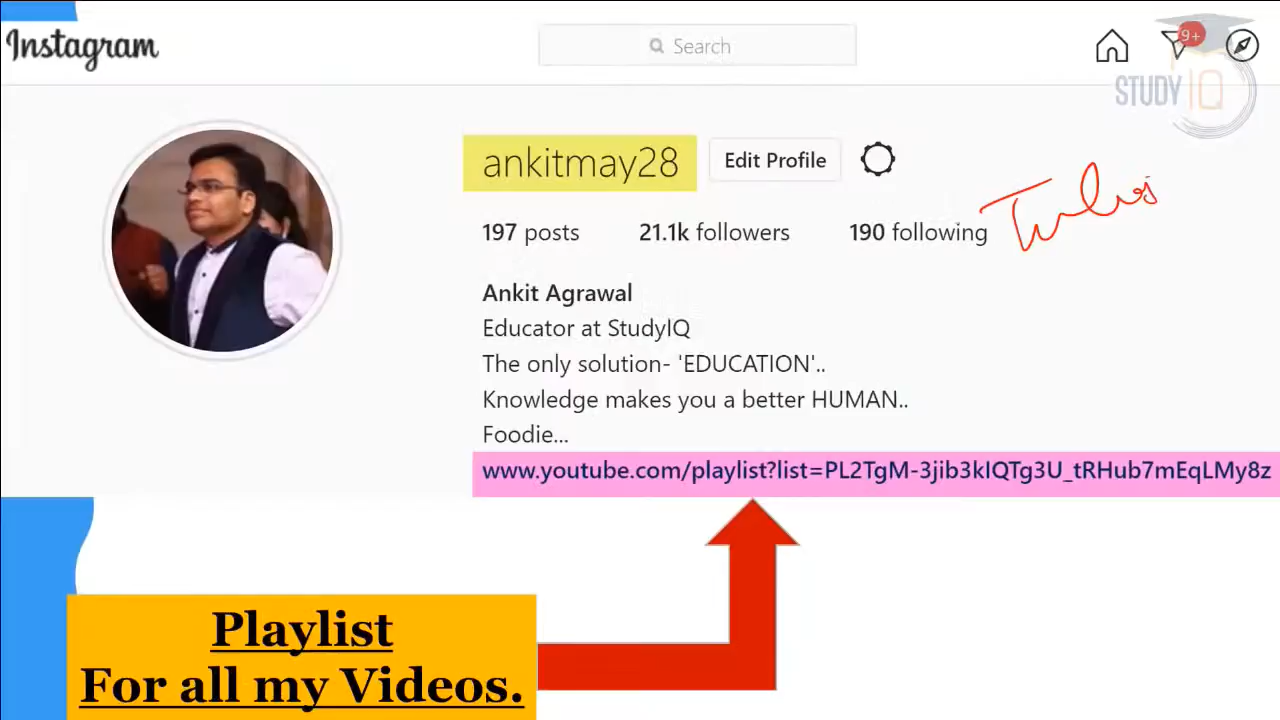 Instagram
Search
9+
STUDY IQ
ankitmay28
Edit Profile
197 posts
21.1k followers
190 following
Ankit Agrawal
Educator at StudyIQ
The only solution- 'EDUCATION'..
Knowledge makes you a better HUMAN..
Foodie...
www.youtube.com/playlist?list=PL2TgM-3jib3kIQTg3U_tRHub7mEqLMy8z
Playlist
For all my Videos.